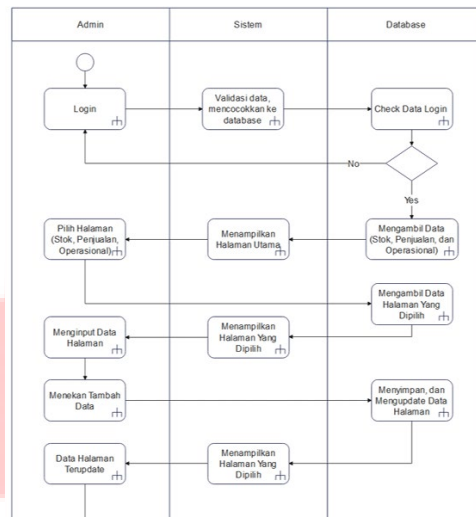 Admin
Sistem
Database
Login
Validasi data,
mencocokkan ke
database
Check Data Login
No
Yes
Pilih Halaman
(Stok, Penjualan,
Operasional)
Menampilkan
Halaman Utama
Mengambil Data
(Stok, Penjualan, dan
Operasional)
Mengambil Data
Halaman Yang
Dipilih
Menginput Data
Halaman
Menampilkan
Halaman Yang
Dipilih
Menekan Tambah
Data
Menyimpan, dan
Mengupdate Data
Halaman
Data Halaman
Terupdate
Menampilkan
Halaman Yang
Dipilih